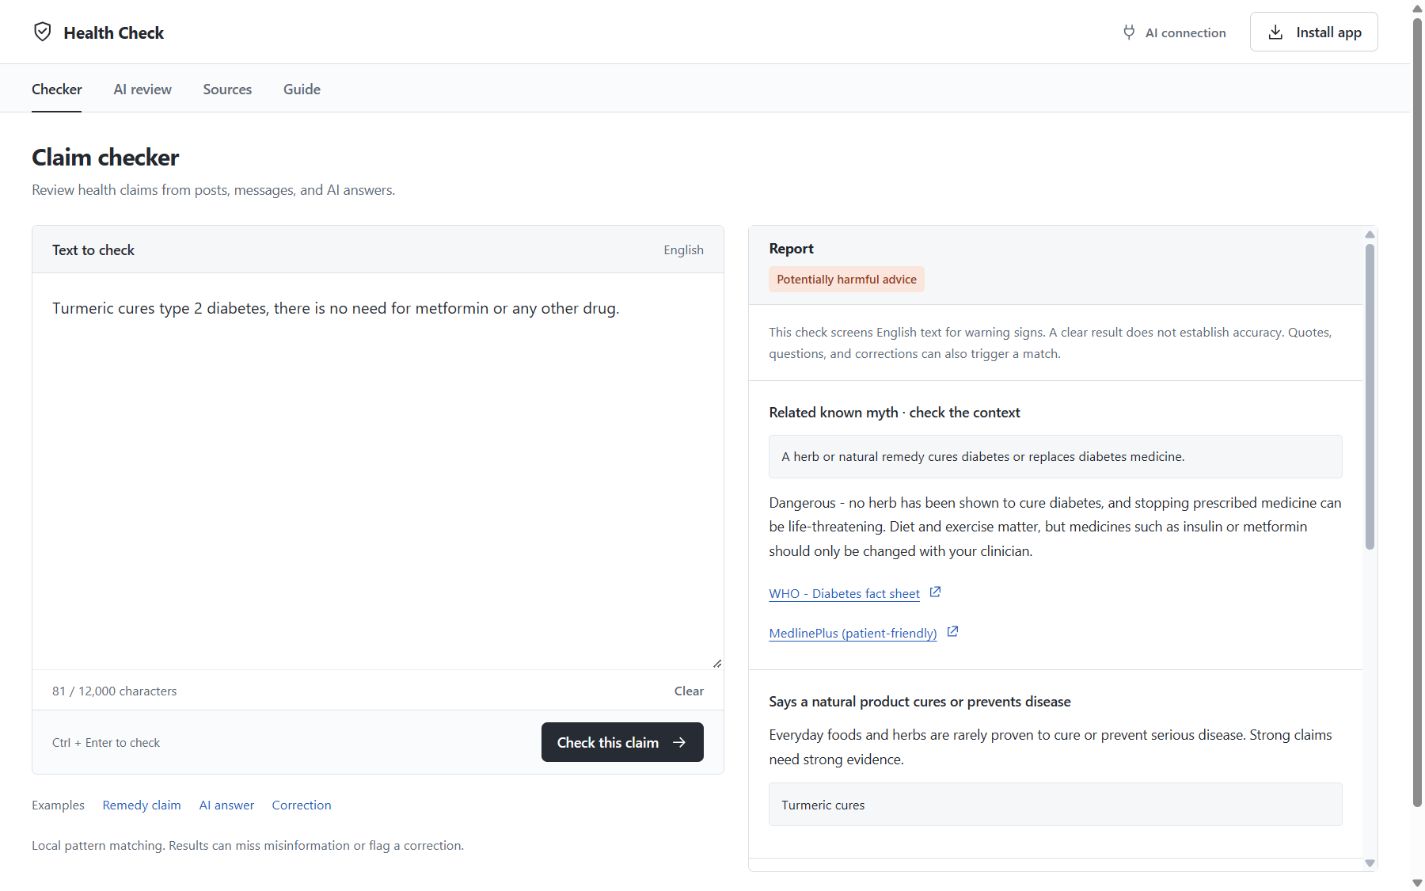 Health Check
AI connection
Install app
Checker
AI review
Sources
Guide
Claim checker
Review health claims from posts, messages, and AI answers.
Text to check
English
Turmeric cures type 2 diabetes, there is no need for metformin or any other drug.
81 / 12,000 characters
Clear
Ctrl + Enter to check
Check this claim
Examples
Remedy claim
AI answer
Correction
Local pattern matching. Results can miss misinformation or flag a correction.
Report
Potentially harmful advice
This check screens English text for warning signs. A clear result does not establish accuracy. Quotes,
questions, and corrections can also trigger a match.
Related known myth · check the context
A herb or natural remedy cures diabetes or replaces diabetes medicine.
Dangerous - no herb has been shown to cure diabetes, and stopping prescribed medicine can
be life-threatening. Diet and exercise matter, but medicines such as insulin or metformin
should only be changed with your clinician.
WHO - Diabetes fact sheet
MedlinePlus (patient-friendly)
Says a natural product cures or prevents disease
Everyday foods and herbs are rarely proven to cure or prevent serious disease. Strong claims
need strong evidence.
Turmeric cures